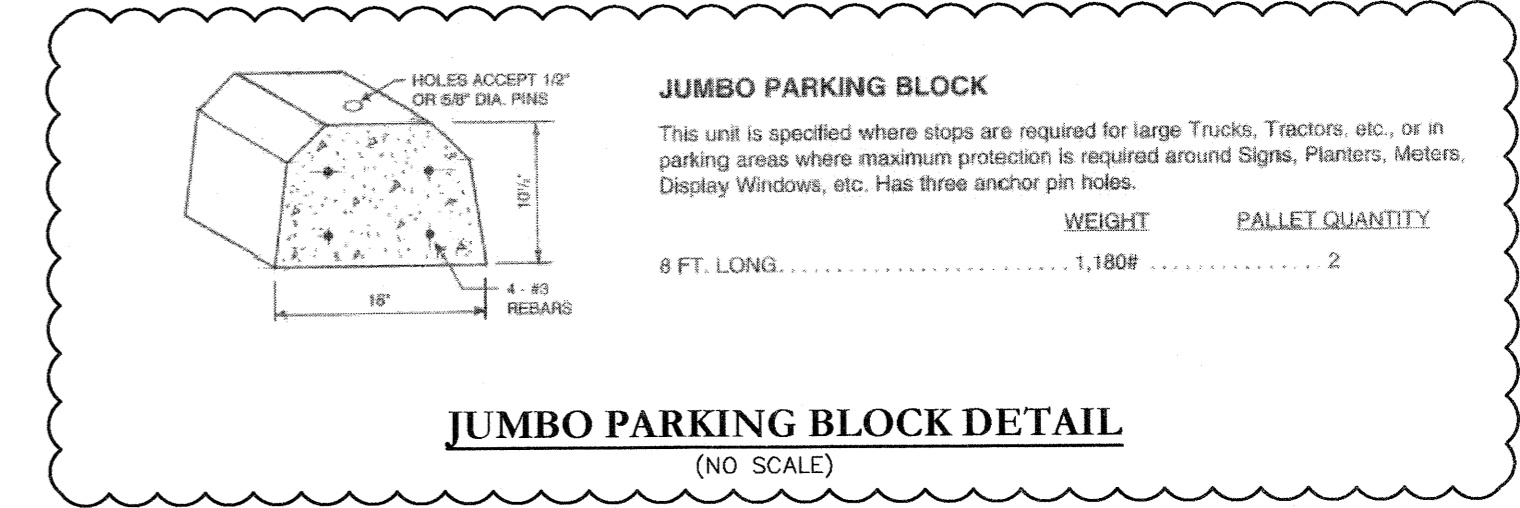 HOLES ACCEPT 1/2"
OR 5/8" DIA. PINS
10½"
16"
4 - #3
REBARS
JUMBO PARKING BLOCK
This unit is specified where stops are required for large Trucks, Tractors, etc., or in
parking areas where maximum protection is required around Signs, Planters, Meters,
Display Windows, etc. Has three anchor pin holes.
WEIGHT PALLET QUANTITY
8 FT. LONG. . . . . . . . . . . . . . . . . . . . . . . . . . 1,180# . . . . . . . . . . . . . . . 2
JUMBO PARKING BLOCK DETAIL
(NO SCALE)